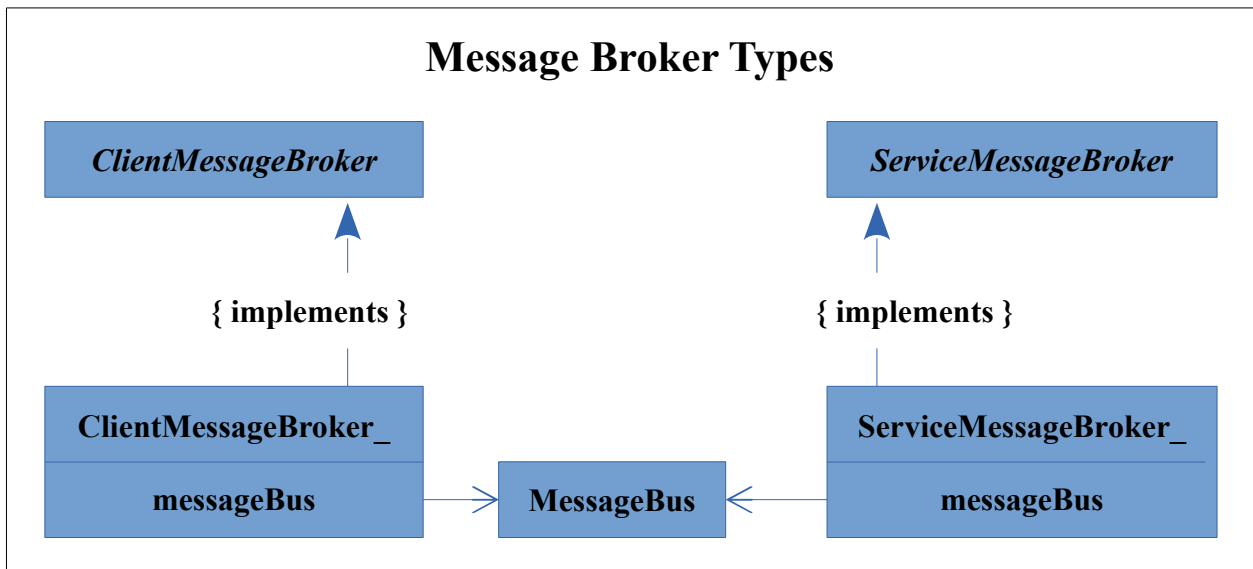 Message Broker Types
ClientMessageBroker
ServiceMessageBroker
{ implements }
{ implements }
ClientMessageBroker_
ServiceMessageBroker_
messageBus
MessageBus
messageBus